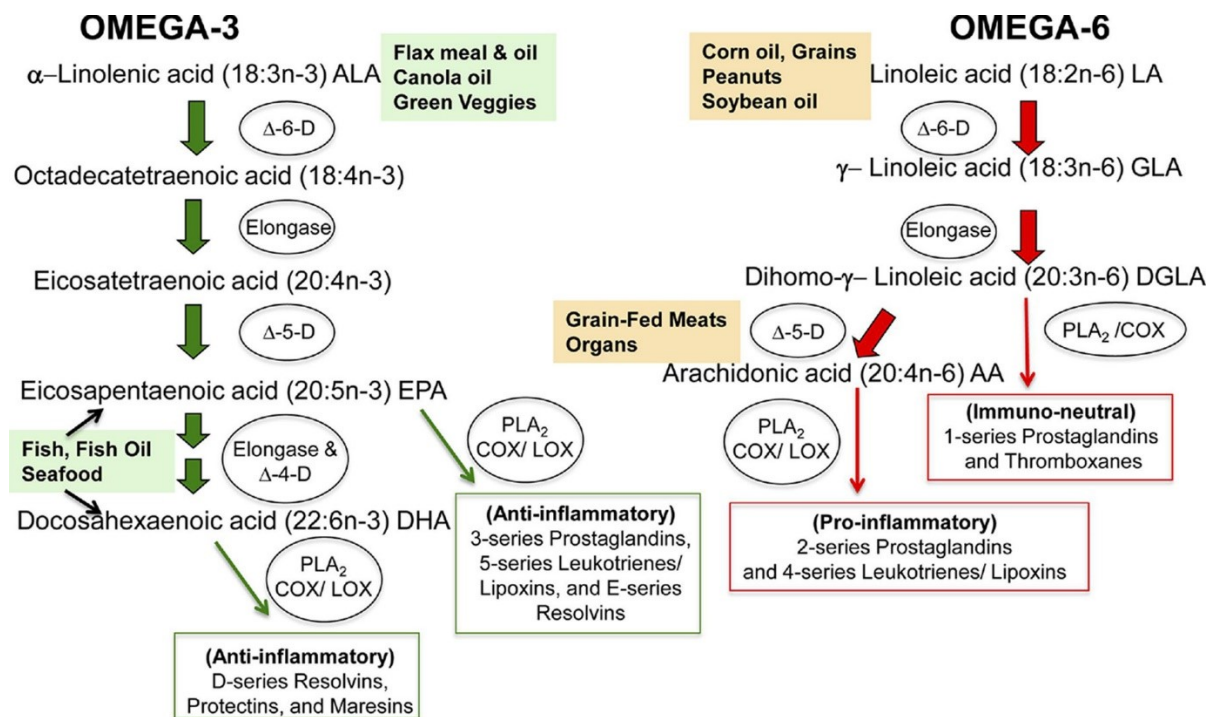 OMEGA-3
α–Linolenic acid (18:3n-3) ALA
Flax meal & oil
Canola oil
Green Veggies
Δ-6-D
Octadecatetraenoic acid (18:4n-3)
Elongase
Eicosatetraenoic acid (20:4n-3)
Δ-5-D
Eicosapentaenoic acid (20:5n-3) EPA
Fish, Fish Oil
Seafood
Elongase &
Δ-4-D
PLA₂
COX/ LOX
Docosahexaenoic acid (22:6n-3) DHA
PLA₂
COX/ LOX
(Anti-inflammatory)
3-series Prostaglandins,
5-series Leukotrienes/
Lipoxins, and E-series
Resolvins
(Anti-inflammatory)
D-series Resolvins,
Protectins, and Maresins
OMEGA-6
Corn oil, Grains
Peanuts
Soybean oil
Linoleic acid (18:2n-6) LA
Δ-6-D
γ– Linoleic acid (18:3n-6) GLA
Elongase
Dihomo-γ– Linoleic acid (20:3n-6) DGLA
Grain-Fed Meats
Organs
Δ-5-D
PLA₂ /COX
Arachidonic acid (20:4n-6) AA
PLA₂
COX/ LOX
(Immuno-neutral)
1-series Prostaglandins
and Thromboxanes
(Pro-inflammatory)
2-series Prostaglandins
and 4-series Leukotrienes/ Lipoxins